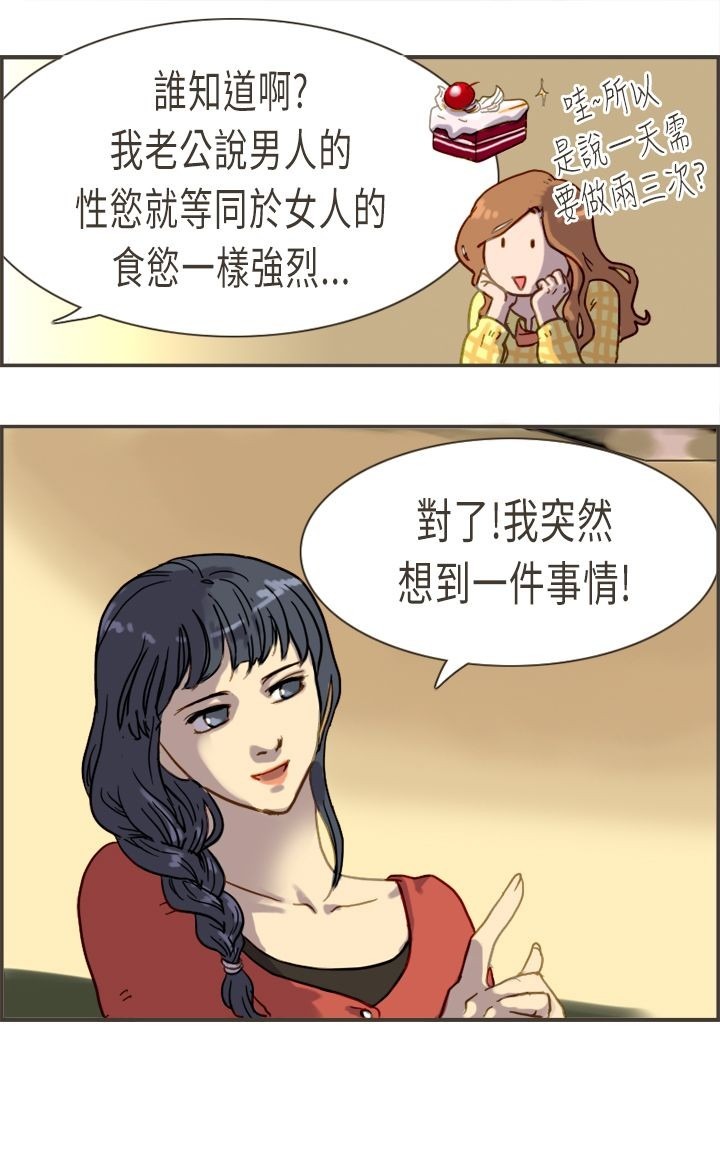 誰知道啊?
我老公說男人的
性慾就等同於女人的
食慾一樣強烈...
哇~所以
是說一天需
要做兩三次?
對了!我突然
想到一件事情!